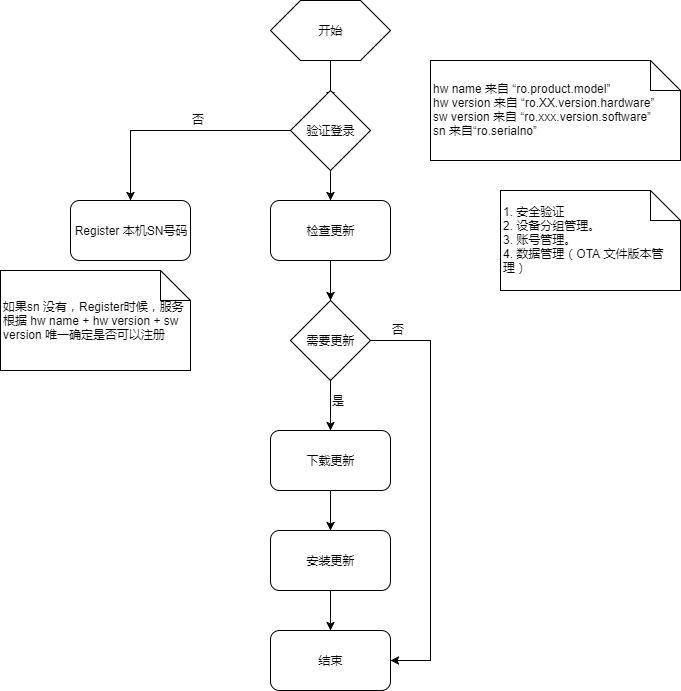 开始
hw name 来自 “ro.product.model”
hw version 来自 “ro.XX.version.hardware”
sw version 来自 “ro.xxx.version.software”
sn 来自“ro.serialno”
否
验证登录
Register 本机SN号码
检查更新
1. 安全验证
2. 设备分组管理。
3. 账号管理。
4. 数据管理（OTA 文件版本管
理）
如果sn 没有，Register时候，服务
根据 hw name + hw version + sw
version 唯一确定是否可以注册
需要更新
否
是
下载更新
安装更新
结束